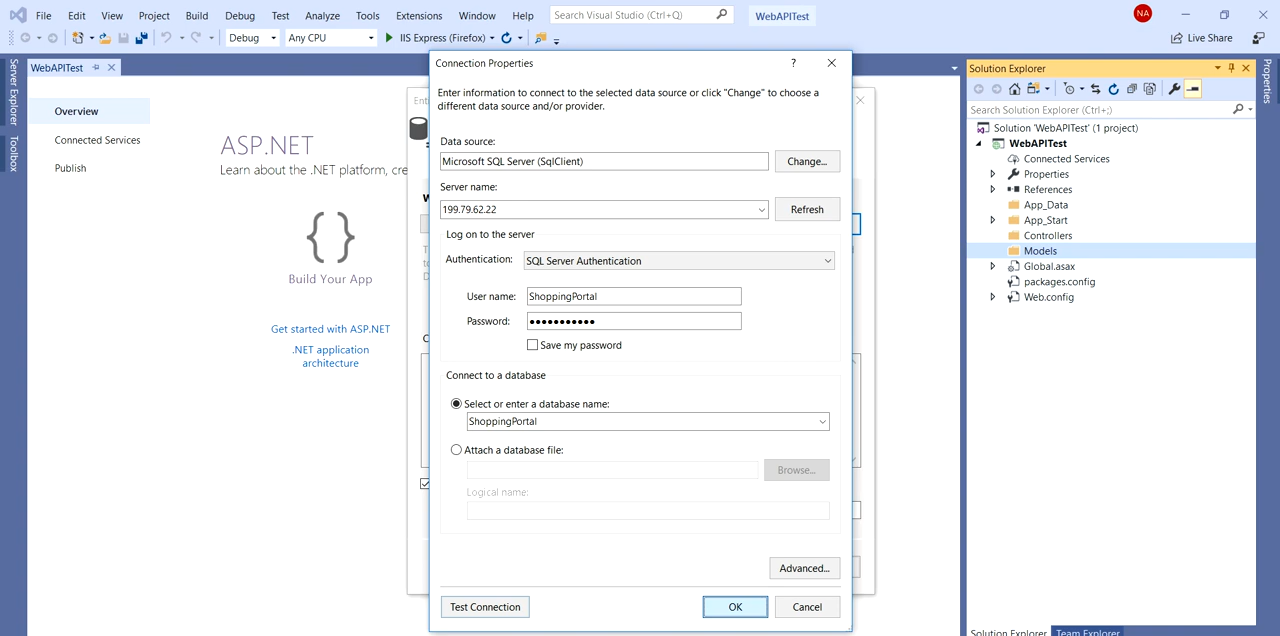 File Edit View Project Build Debug Test Analyze Tools Extensions Window Help Search Visual Studio (Ctrl+Q) WebAPITest NA
Debug Any CPU IIS Express (Firefox) Live Share
Server Explorer
Toolbox
WebAPITest
Overview
Connected Services
Publish
ASP.NET
Learn about the .NET platform, cre
Build Your App
Get started with ASP.NET
.NET application
architecture
Connection Properties
?
Enter information to connect to the selected data source or click "Change" to choose a
different data source and/or provider.
Data source:
Microsoft SQL Server (SqlClient) Change...
Server name:
199.79.62.22 Refresh
Log on to the server
Authentication: SQL Server Authentication
User name: ShoppingPortal
Password: ●●●●●●●●●●●
Save my password
Connect to a database
Select or enter a database name:
ShoppingPortal
Attach a database file:
Browse...
Logical name:
Advanced...
Test Connection OK Cancel
Solution Explorer
Search Solution Explorer (Ctrl+;)
Solution 'WebAPITest' (1 project)
WebAPITest
Connected Services
Properties
References
App_Data
App_Start
Controllers
Models
Global.asax
packages.config
Web.config
Solution Explorer Team Explorer
Properties